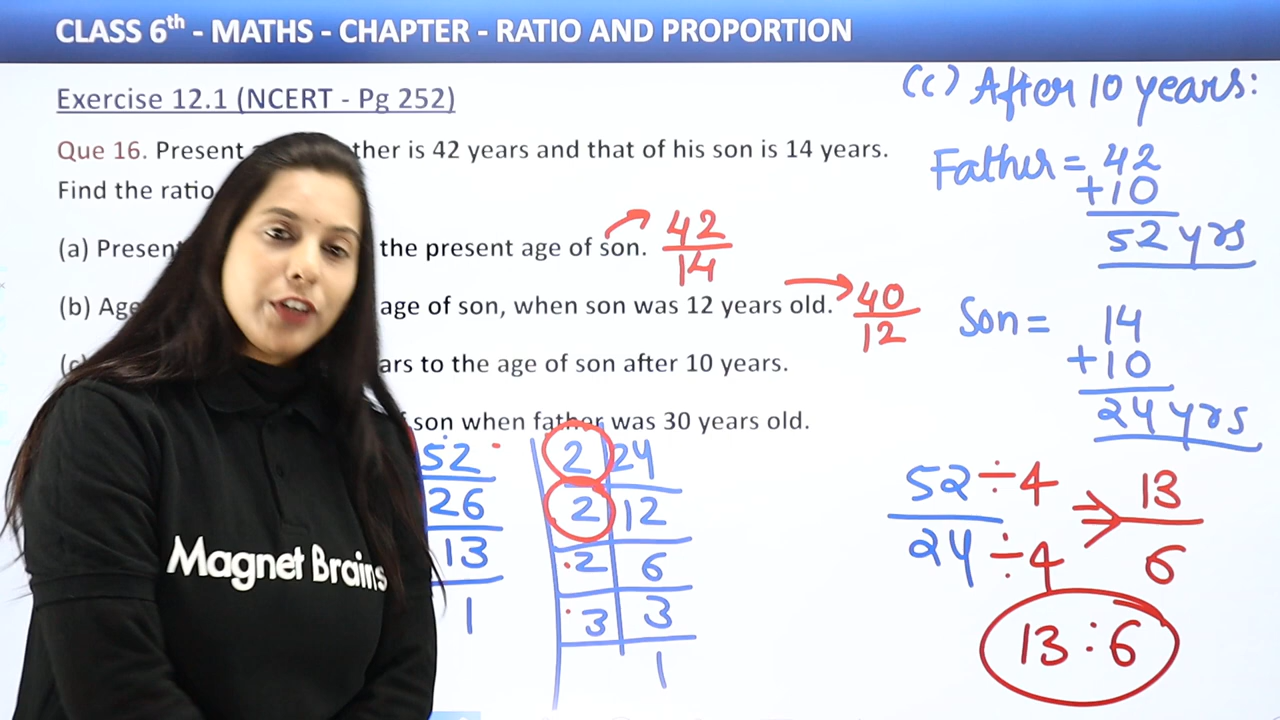 CLASS 6th - MATHS - CHAPTER - RATIO AND PROPORTION
Exercise 12.1 (NCERT - Pg 252)
Que 16. Present ther is 42 years and that of his son is 14 years.
Find the ratio
(a) Present the present age of son. 42/14
(b) Age age of son, when son was 12 years old. 40/12
(c) ars to the age of son after 10 years.
son when father was 30 years old.
52
26
13
1
2 24
2 12
2 6
3 3
1
(c) After 10 years:
Father = 42
+10
52 yrs
Son = 14
+10
24 yrs
52 ÷4 ⇒ 13
24 ÷4 6
13 : 6
Magnet Brains